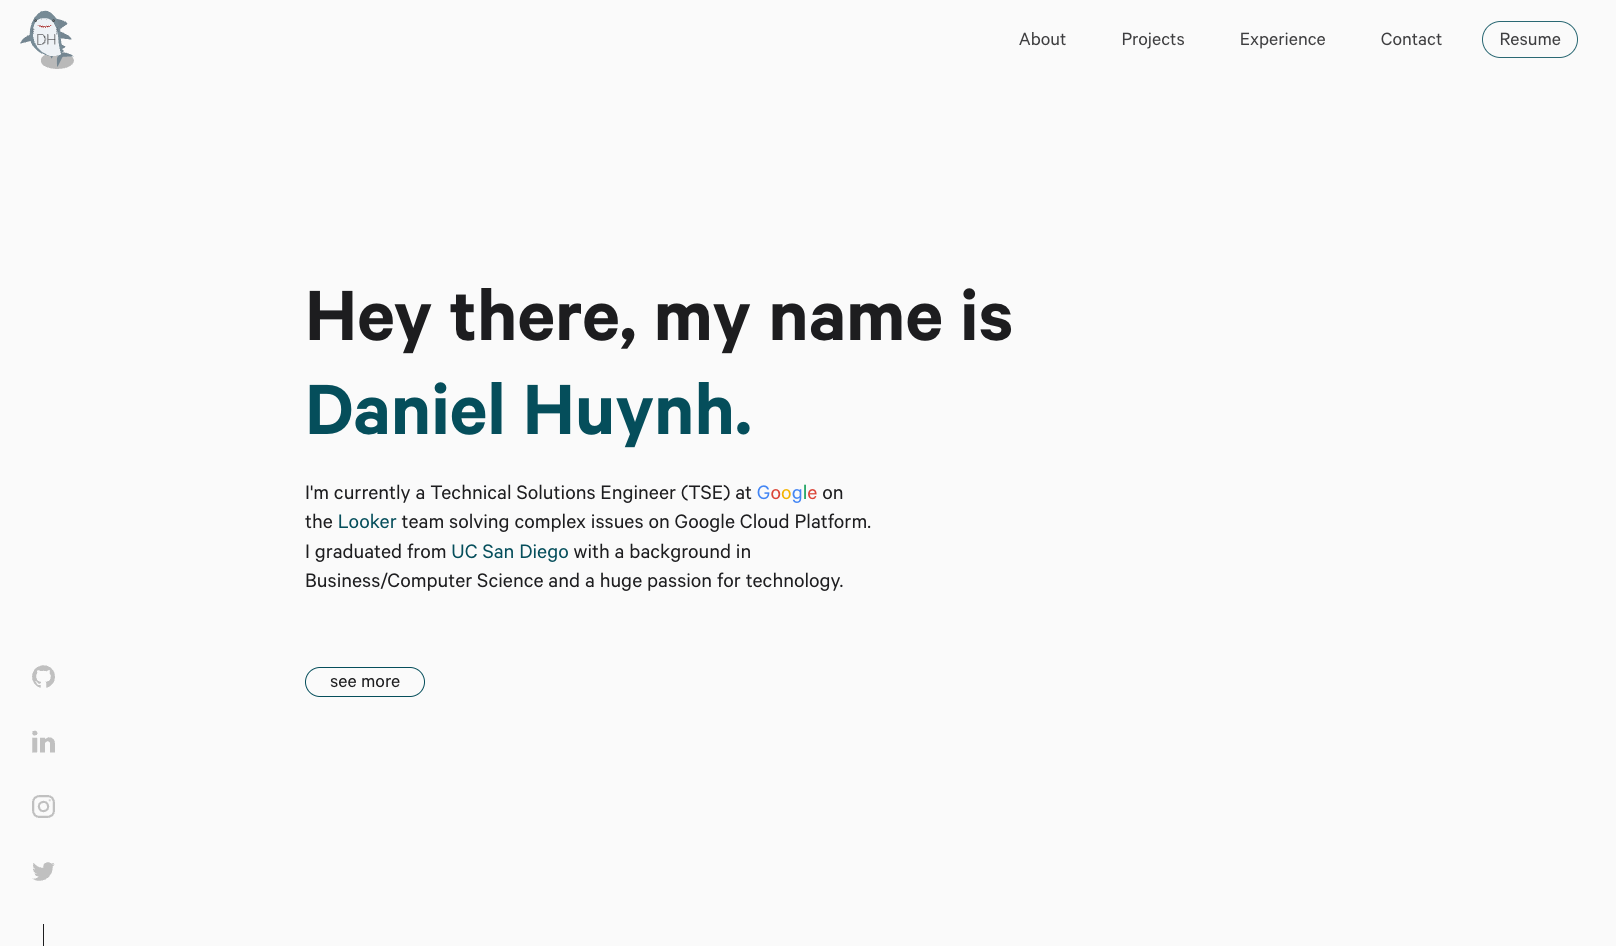 DH
About
Projects
Experience
Contact
Resume
Hey there, my name is
Daniel Huynh.
I'm currently a Technical Solutions Engineer (TSE) at Google on
the Looker team solving complex issues on Google Cloud Platform.
I graduated from UC San Diego with a background in
Business/Computer Science and a huge passion for technology.
see more
in